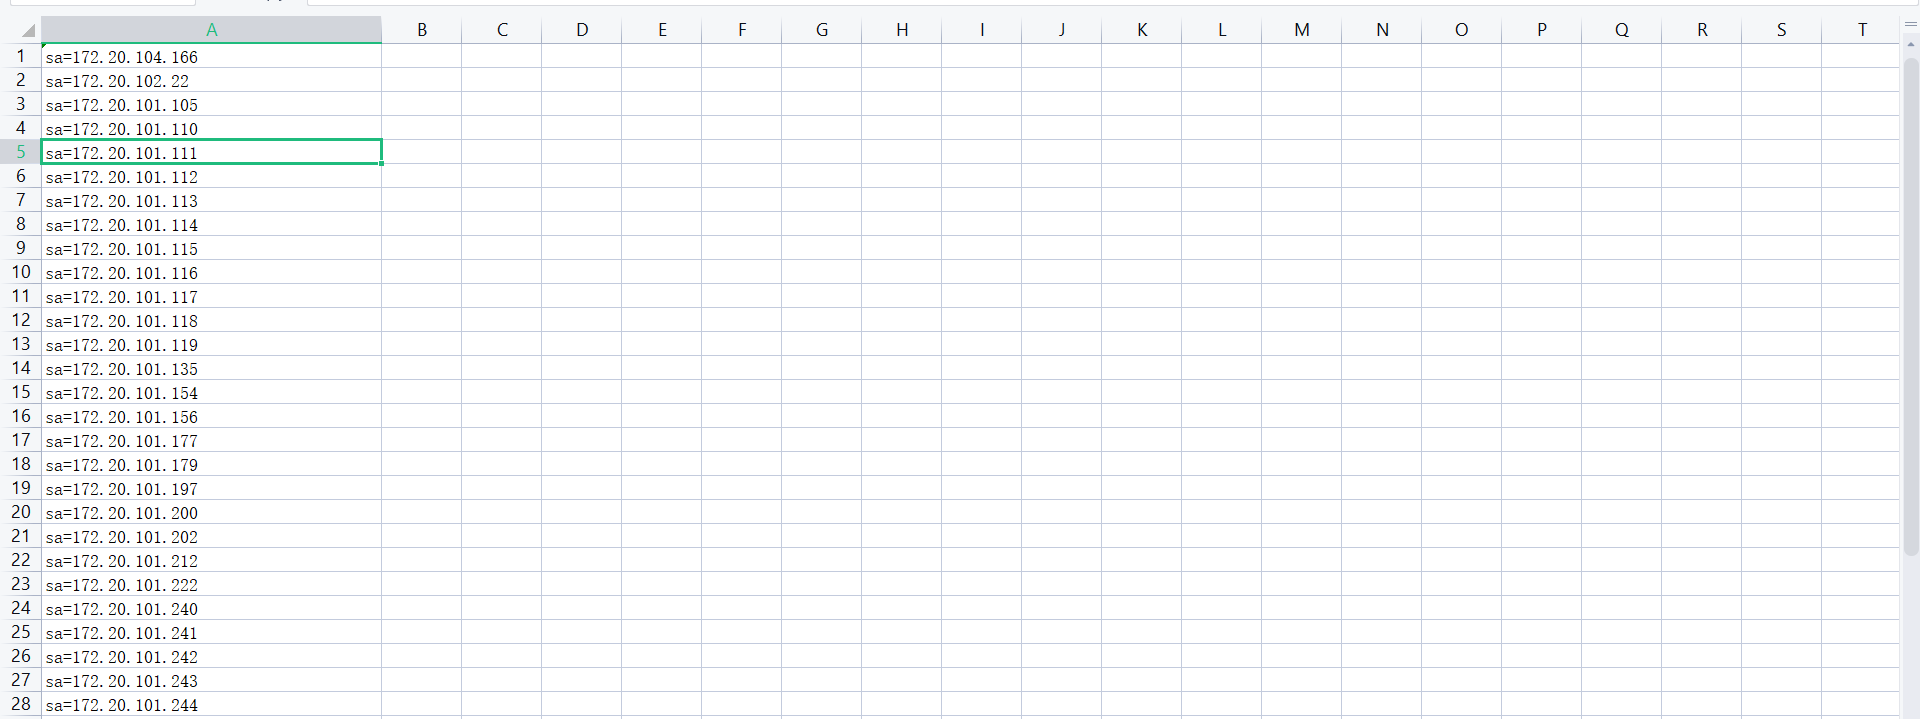 A B C D E F G H I J K L M N O P Q R S T
1 sa=172.20.104.166
2 sa=172.20.102.22
3 sa=172.20.101.105
4 sa=172.20.101.110
5 sa=172.20.101.111
6 sa=172.20.101.112
7 sa=172.20.101.113
8 sa=172.20.101.114
9 sa=172.20.101.115
10 sa=172.20.101.116
11 sa=172.20.101.117
12 sa=172.20.101.118
13 sa=172.20.101.119
14 sa=172.20.101.135
15 sa=172.20.101.154
16 sa=172.20.101.156
17 sa=172.20.101.177
18 sa=172.20.101.179
19 sa=172.20.101.197
20 sa=172.20.101.200
21 sa=172.20.101.202
22 sa=172.20.101.212
23 sa=172.20.101.222
24 sa=172.20.101.240
25 sa=172.20.101.241
26 sa=172.20.101.242
27 sa=172.20.101.243
28 sa=172.20.101.244